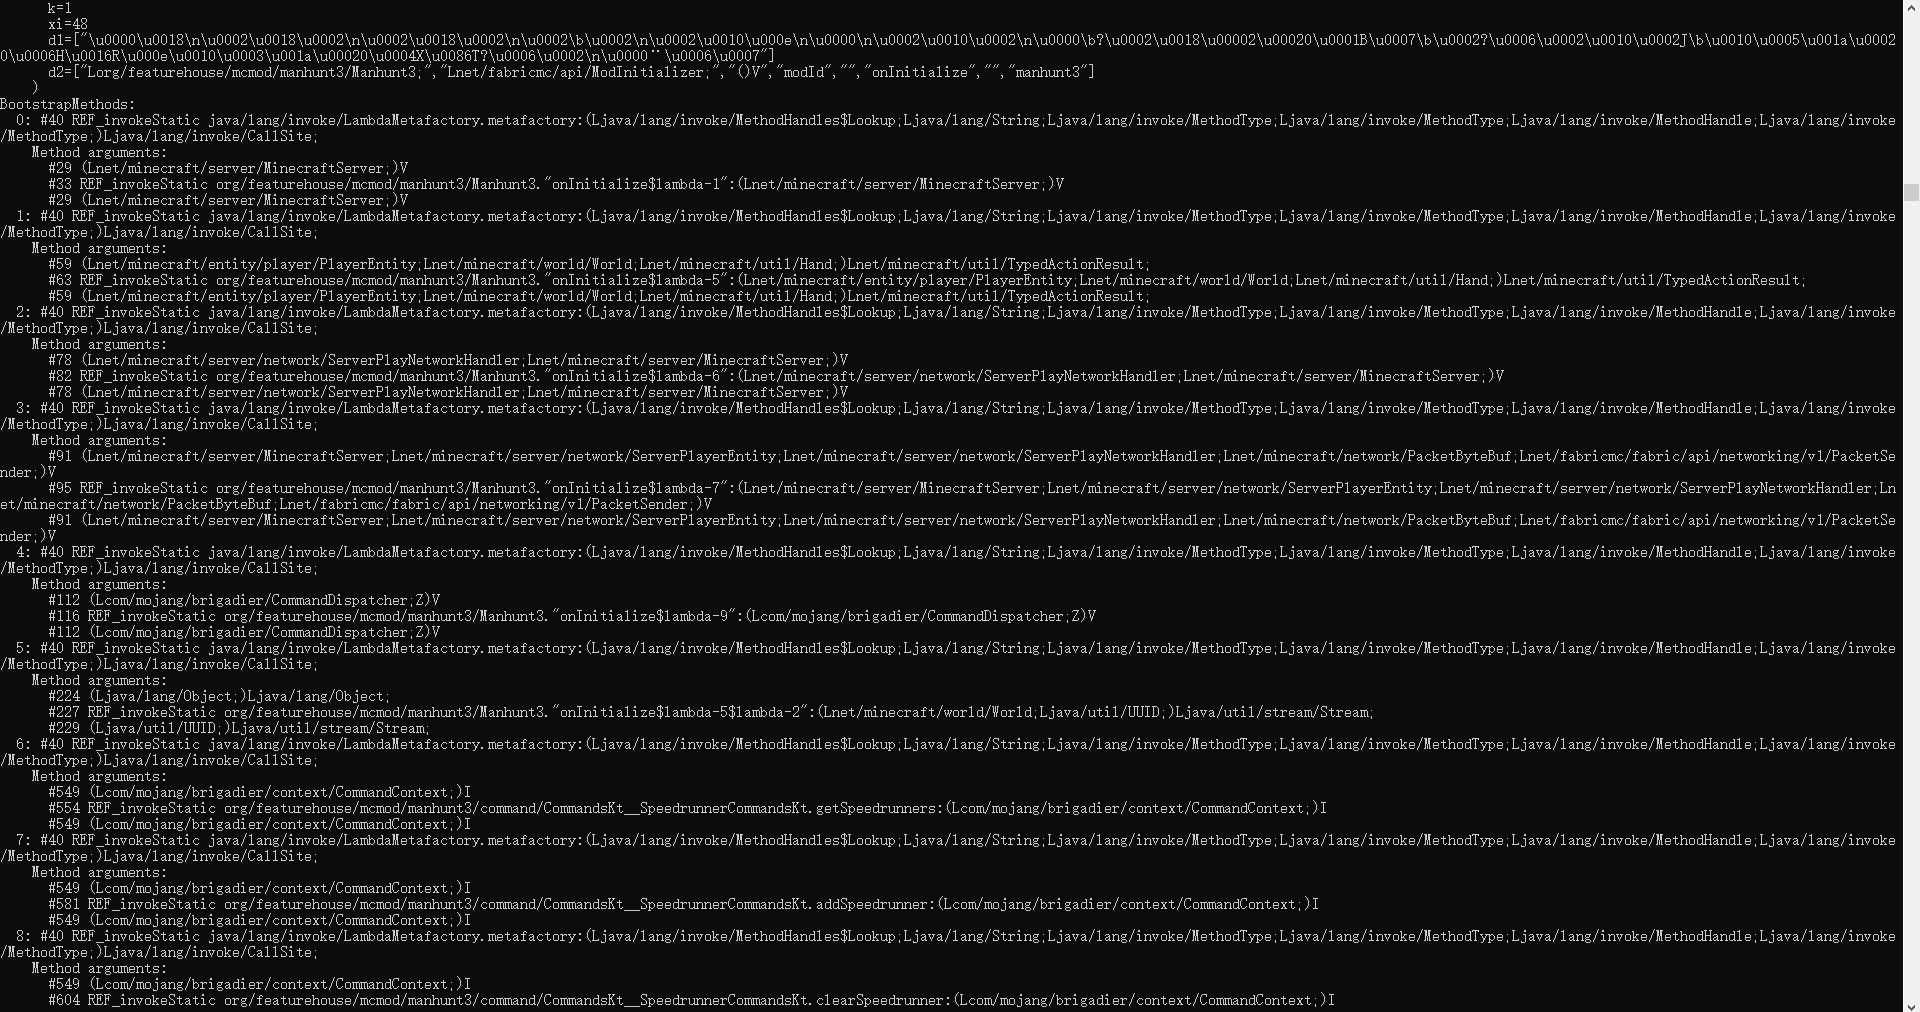 k=1
      xi=48
      d1=["\u0000\u0018\n\u0002\u0018\u0002\n\u0002\u0018\u0002\n\u0002\b\u0002\n\u0002\u0010\u000e\n\u0000\n\u0002\u0010\u0002\n\u0000\b?\u0002\u0018\u00002\u00020\u0001B\u0007\b\u0002?\u0006\u0002\u0010\u0002J\b\u0010\u0005\u001a\u00020
0\u0006H\u0016R\u000e\u0010\u0003\u001a\u00020\u0004X\u0086T?\u0006\u0002\n\u0000¨\u0006\u0007"]
      d2=["Lorg/featurehouse/mcmod/manhunt3/Manhunt3;","Lnet/fabricmc/api/ModInitializer;","()V","modId","","onInitialize","","manhunt3"]
    )
BootstrapMethods:
  0: #40 REF_invokeStatic java/lang/invoke/LambdaMetafactory.metafactory:(Ljava/lang/invoke/MethodHandles$Lookup;Ljava/lang/String;Ljava/lang/invoke/MethodType;Ljava/lang/invoke/MethodType;Ljava/lang/invoke/MethodHandle;Ljava/lang/invoke
/MethodType;)Ljava/lang/invoke/CallSite;
    Method arguments:
      #29 (Lnet/minecraft/server/MinecraftServer;)V
      #33 REF_invokeStatic org/featurehouse/mcmod/manhunt3/Manhunt3."onInitialize$lambda-1":(Lnet/minecraft/server/MinecraftServer;)V
      #29 (Lnet/minecraft/server/MinecraftServer;)V
  1: #40 REF_invokeStatic java/lang/invoke/LambdaMetafactory.metafactory:(Ljava/lang/invoke/MethodHandles$Lookup;Ljava/lang/String;Ljava/lang/invoke/MethodType;Ljava/lang/invoke/MethodType;Ljava/lang/invoke/MethodHandle;Ljava/lang/invoke
/MethodType;)Ljava/lang/invoke/CallSite;
    Method arguments:
      #59 (Lnet/minecraft/entity/player/PlayerEntity;Lnet/minecraft/world/World;Lnet/minecraft/util/Hand;)Lnet/minecraft/util/TypedActionResult;
      #63 REF_invokeStatic org/featurehouse/mcmod/manhunt3/Manhunt3."onInitialize$lambda-5":(Lnet/minecraft/entity/player/PlayerEntity;Lnet/minecraft/world/World;Lnet/minecraft/util/Hand;)Lnet/minecraft/util/TypedActionResult;
      #59 (Lnet/minecraft/entity/player/PlayerEntity;Lnet/minecraft/world/World;Lnet/minecraft/util/Hand;)Lnet/minecraft/util/TypedActionResult;
  2: #40 REF_invokeStatic java/lang/invoke/LambdaMetafactory.metafactory:(Ljava/lang/invoke/MethodHandles$Lookup;Ljava/lang/String;Ljava/lang/invoke/MethodType;Ljava/lang/invoke/MethodType;Ljava/lang/invoke/MethodHandle;Ljava/lang/invoke
/MethodType;)Ljava/lang/invoke/CallSite;
    Method arguments:
      #78 (Lnet/minecraft/server/network/ServerPlayNetworkHandler;Lnet/minecraft/server/MinecraftServer;)V
      #82 REF_invokeStatic org/featurehouse/mcmod/manhunt3/Manhunt3."onInitialize$lambda-6":(Lnet/minecraft/server/network/ServerPlayNetworkHandler;Lnet/minecraft/server/MinecraftServer;)V
      #78 (Lnet/minecraft/server/network/ServerPlayNetworkHandler;Lnet/minecraft/server/MinecraftServer;)V
  3: #40 REF_invokeStatic java/lang/invoke/LambdaMetafactory.metafactory:(Ljava/lang/invoke/MethodHandles$Lookup;Ljava/lang/String;Ljava/lang/invoke/MethodType;Ljava/lang/invoke/MethodType;Ljava/lang/invoke/MethodHandle;Ljava/lang/invoke
/MethodType;)Ljava/lang/invoke/CallSite;
    Method arguments:
      #91 (Lnet/minecraft/server/MinecraftServer;Lnet/minecraft/server/network/ServerPlayerEntity;Lnet/minecraft/server/network/ServerPlayNetworkHandler;Lnet/minecraft/network/PacketByteBuf;Lnet/fabricmc/fabric/api/networking/v1/PacketSe
nder;)V
      #95 REF_invokeStatic org/featurehouse/mcmod/manhunt3/Manhunt3."onInitialize$lambda-7":(Lnet/minecraft/server/MinecraftServer;Lnet/minecraft/server/network/ServerPlayerEntity;Lnet/minecraft/server/network/ServerPlayNetworkHandler;Ln
et/minecraft/network/PacketByteBuf;Lnet/fabricmc/fabric/api/networking/v1/PacketSender;)V
      #91 (Lnet/minecraft/server/MinecraftServer;Lnet/minecraft/server/network/ServerPlayerEntity;Lnet/minecraft/server/network/ServerPlayNetworkHandler;Lnet/minecraft/network/PacketByteBuf;Lnet/fabricmc/fabric/api/networking/v1/PacketSe
nder;)V
  4: #40 REF_invokeStatic java/lang/invoke/LambdaMetafactory.metafactory:(Ljava/lang/invoke/MethodHandles$Lookup;Ljava/lang/String;Ljava/lang/invoke/MethodType;Ljava/lang/invoke/MethodType;Ljava/lang/invoke/MethodHandle;Ljava/lang/invoke
/MethodType;)Ljava/lang/invoke/CallSite;
    Method arguments:
      #112 (Lcom/mojang/brigadier/CommandDispatcher;Z)V
      #116 REF_invokeStatic org/featurehouse/mcmod/manhunt3/Manhunt3."onInitialize$lambda-9":(Lcom/mojang/brigadier/CommandDispatcher;Z)V
      #112 (Lcom/mojang/brigadier/CommandDispatcher;Z)V
  5: #40 REF_invokeStatic java/lang/invoke/LambdaMetafactory.metafactory:(Ljava/lang/invoke/MethodHandles$Lookup;Ljava/lang/String;Ljava/lang/invoke/MethodType;Ljava/lang/invoke/MethodType;Ljava/lang/invoke/MethodHandle;Ljava/lang/invoke
/MethodType;)Ljava/lang/invoke/CallSite;
    Method arguments:
      #224 (Ljava/lang/Object;)Ljava/lang/Object;
      #227 REF_invokeStatic org/featurehouse/mcmod/manhunt3/Manhunt3."onInitialize$lambda-5$lambda-2":(Lnet/minecraft/world/World;Ljava/util/UUID;)Ljava/util/stream/Stream;
      #229 (Ljava/util/UUID;)Ljava/util/stream/Stream;
  6: #40 REF_invokeStatic java/lang/invoke/LambdaMetafactory.metafactory:(Ljava/lang/invoke/MethodHandles$Lookup;Ljava/lang/String;Ljava/lang/invoke/MethodType;Ljava/lang/invoke/MethodType;Ljava/lang/invoke/MethodHandle;Ljava/lang/invoke
/MethodType;)Ljava/lang/invoke/CallSite;
    Method arguments:
      #549 (Lcom/mojang/brigadier/context/CommandContext;)I
      #554 REF_invokeStatic org/featurehouse/mcmod/manhunt3/command/CommandsKt__SpeedrunnerCommandsKt.getSpeedrunners:(Lcom/mojang/brigadier/context/CommandContext;)I
      #549 (Lcom/mojang/brigadier/context/CommandContext;)I
  7: #40 REF_invokeStatic java/lang/invoke/LambdaMetafactory.metafactory:(Ljava/lang/invoke/MethodHandles$Lookup;Ljava/lang/String;Ljava/lang/invoke/MethodType;Ljava/lang/invoke/MethodType;Ljava/lang/invoke/MethodHandle;Ljava/lang/invoke
/MethodType;)Ljava/lang/invoke/CallSite;
    Method arguments:
      #549 (Lcom/mojang/brigadier/context/CommandContext;)I
      #581 REF_invokeStatic org/featurehouse/mcmod/manhunt3/command/CommandsKt__SpeedrunnerCommandsKt.addSpeedrunner:(Lcom/mojang/brigadier/context/CommandContext;)I
      #549 (Lcom/mojang/brigadier/context/CommandContext;)I
  8: #40 REF_invokeStatic java/lang/invoke/LambdaMetafactory.metafactory:(Ljava/lang/invoke/MethodHandles$Lookup;Ljava/lang/String;Ljava/lang/invoke/MethodType;Ljava/lang/invoke/MethodType;Ljava/lang/invoke/MethodHandle;Ljava/lang/invoke
/MethodType;)Ljava/lang/invoke/CallSite;
    Method arguments:
      #549 (Lcom/mojang/brigadier/context/CommandContext;)I
      #604 REF_invokeStatic org/featurehouse/mcmod/manhunt3/command/CommandsKt__SpeedrunnerCommandsKt.clearSpeedrunner:(Lcom/mojang/brigadier/context/CommandContext;)I